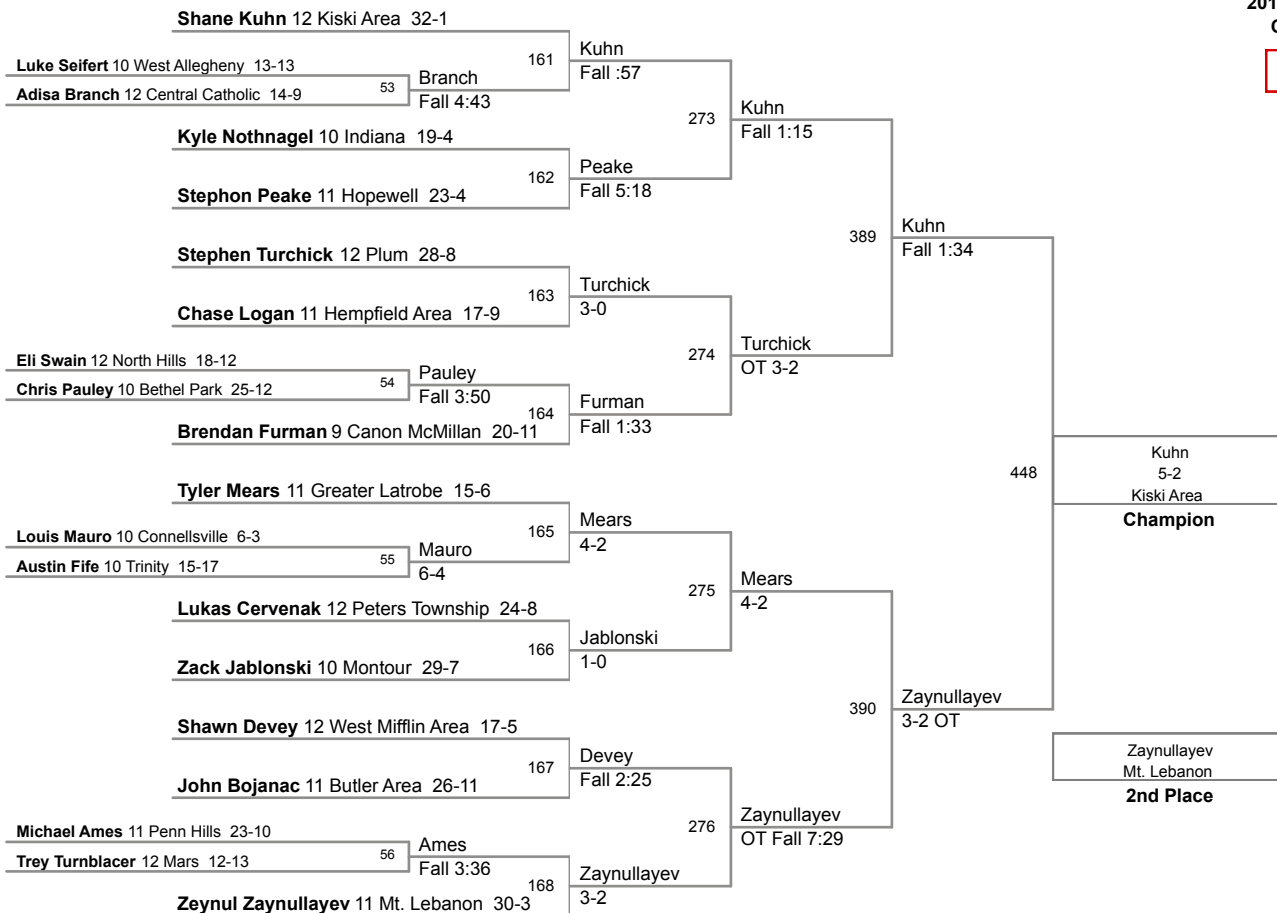 201
Shane Kuhn 12 Kiski Area 32-1
161
Kuhn
Fall :57
Luke Seifert 10 West Allegheny 13-13
53
Branch
Fall 4:43
Adisa Branch 12 Central Catholic 14-9
273
Kuhn
Fall 1:15
Kyle Nothnagel 10 Indiana 19-4
162
Peake
Fall 5:18
Stephon Peake 11 Hopewell 23-4
389
Kuhn
Fall 1:34
Stephen Turchick 12 Plum 28-8
163
Turchick
3-0
Chase Logan 11 Hempfield Area 17-9
274
Turchick
OT 3-2
Eli Swain 12 North Hills 18-12
54
Pauley
Fall 3:50
Chris Pauley 10 Bethel Park 25-12
164
Furman
Fall 1:33
Brendan Furman 9 Canon McMillan 20-11
448
Kuhn
5-2
Kiski Area
Champion
Tyler Mears 11 Greater Latrobe 15-6
165
Mears
4-2
Louis Mauro 10 Connellsville 6-3
55
Mauro
6-4
Austin Fife 10 Trinity 15-17
275
Mears
4-2
Lukas Cervenak 12 Peters Township 24-8
166
Jablonski
1-0
Zack Jablonski 10 Montour 29-7
390
Zaynullayev
3-2 OT
Shawn Devey 12 West Mifflin Area 17-5
167
Devey
Fall 2:25
John Bojanac 11 Butler Area 26-11
276
Zaynullayev
OT Fall 7:29
Zaynullayev
Mt. Lebanon
2nd Place
Michael Ames 11 Penn Hills 23-10
56
Ames
Fall 3:36
Trey Turnblacer 12 Mars 12-13
168
Zaynullayev
3-2
Zeynul Zaynullayev 11 Mt. Lebanon 30-3